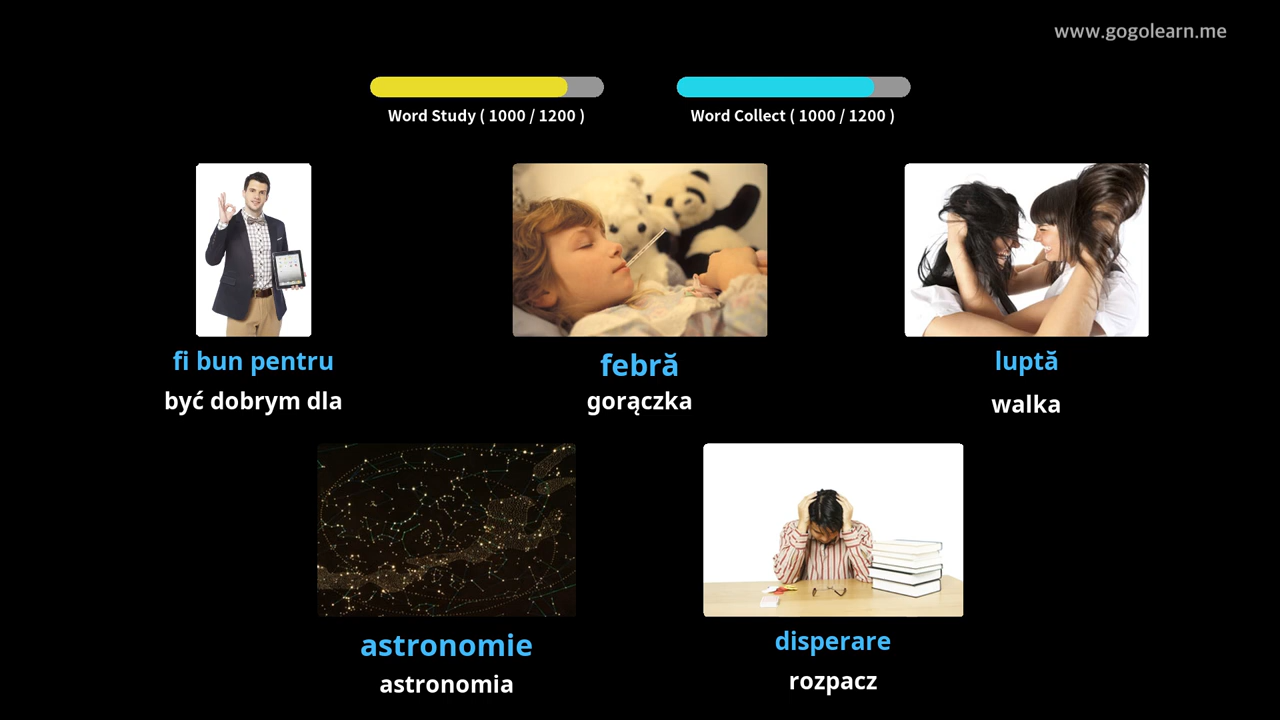 www.gogolearn.me
Word Study ( 1000 / 1200 )
Word Collect ( 1000 / 1200 )
fi bun pentru
być dobrym dla
febră
gorączka
luptă
walka
astronomie
astronomia
disperare
rozpacz